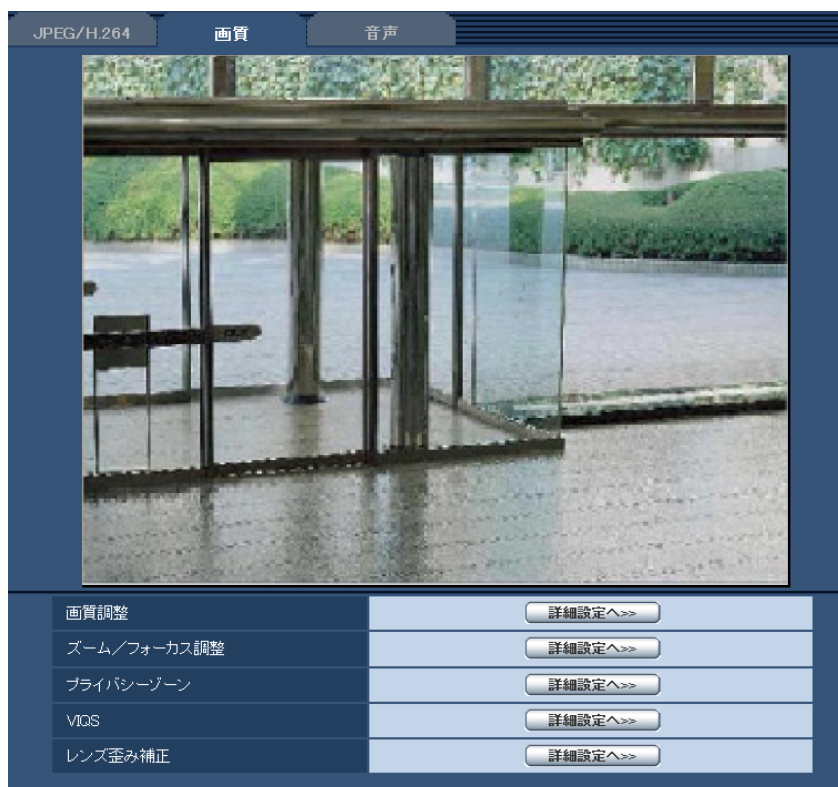 JPEG/H.264 画質 音声
画質調整 詳細設定へ>>
ズーム／フォーカス調整 詳細設定へ>>
プライバシーゾーン 詳細設定へ>>
VIQS 詳細設定へ>>
レンズ歪み補正 詳細設定へ>>